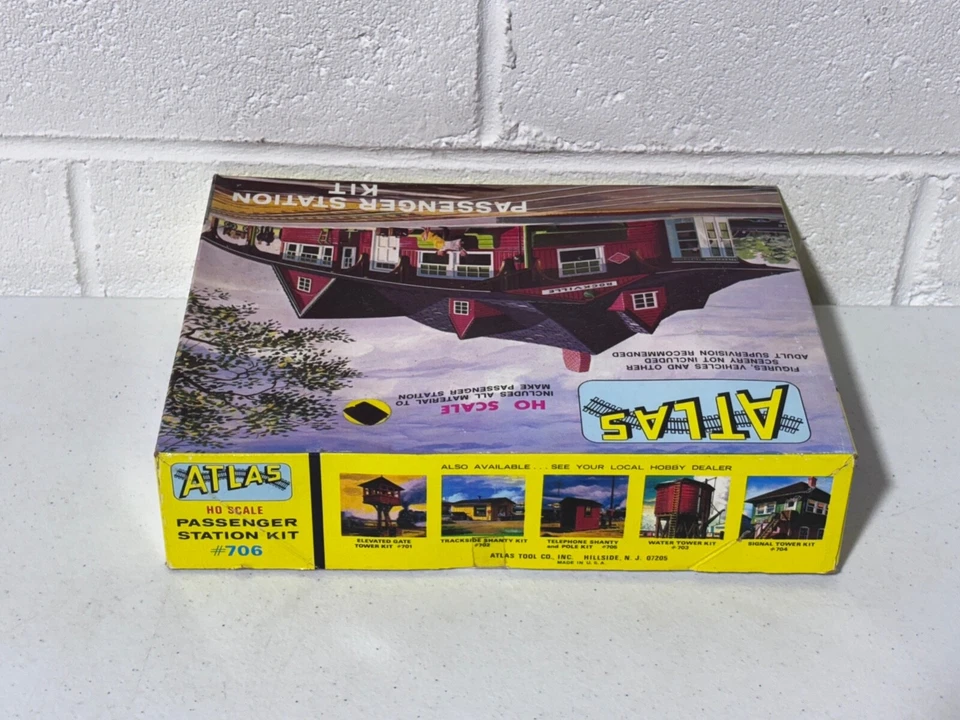 PASSENGER STATION
KIT
ROCKVILLE
FIGURES, VEHICLES AND OTHER
SCENERY NOT INCLUDED
ADULT SUPERVISION RECOMMENDED
HO SCALE
INCLUDES ALL MATERIAL TO
MAKE PASSENGER STATION
ATLAS
ATLAS
HO SCALE
PASSENGER
STATION KIT
#706
ALSO AVAILABLE... SEE YOUR LOCAL HOBBY DEALER
ELEVATED GATE
TOWER KIT #701
TRACKSIDE SHANTY KIT
#702
TELEPHONE SHANTY
and POLE KIT #705
WATER TOWER KIT
#703
SIGNAL TOWER KIT
#704
ATLAS TOOL CO., INC. HILLSIDE, N. J. 07205
MADE IN U.S.A.